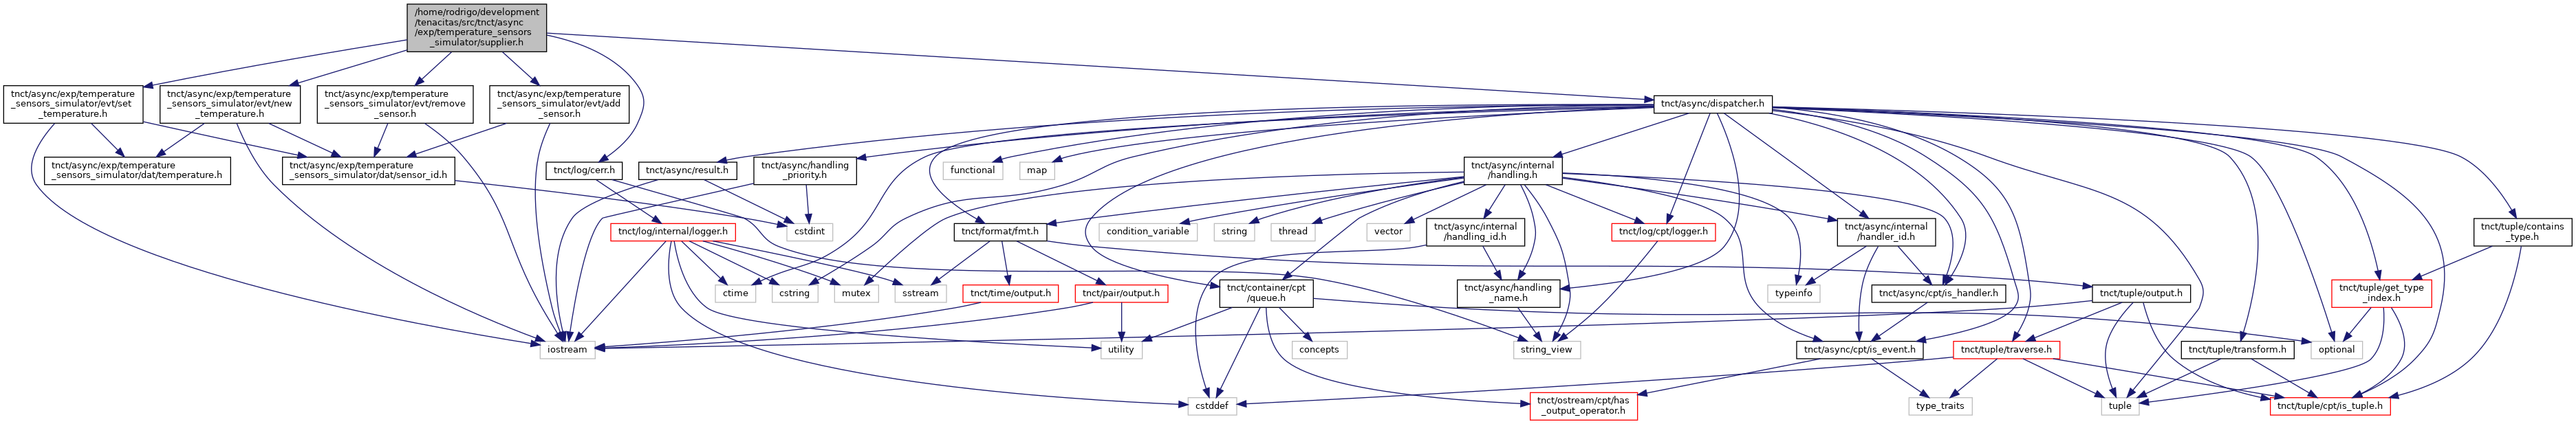 /home/rodrigo/development
/tenacitas/src/tnct/async
/exp/temperature_sensors
_simulator/supplier.h
tnct/async/exp/temperature
_sensors_simulator/evt/set
_temperature.h
tnct/async/exp/temperature
_sensors_simulator/evt/new
_temperature.h
tnct/async/exp/temperature
_sensors_simulator/evt/remove
_sensor.h
tnct/async/exp/temperature
_sensors_simulator/evt/add
_sensor.h
tnct/async/dispatcher.h
tnct/async/exp/temperature
_sensors_simulator/dat/temperature.h
tnct/async/exp/temperature
_sensors_simulator/dat/sensor_id.h
tnct/log/cerr.h
tnct/async/result.h
tnct/async/handling
_priority.h
functional
map
tnct/async/internal
/handling.h
tnct/log/internal/logger.h
cstdint
tnct/format/fmt.h
condition_variable
string
thread
vector
tnct/async/internal
/handling_id.h
tnct/log/cpt/logger.h
tnct/async/internal
/handler_id.h
tnct/tuple/contains
_type.h
ctime
cstring
mutex
sstream
tnct/time/output.h
tnct/pair/output.h
tnct/container/cpt
/queue.h
tnct/async/handling
_name.h
typeinfo
tnct/async/cpt/is_handler.h
tnct/tuple/output.h
tnct/tuple/get_type
_index.h
iostream
utility
concepts
string_view
tnct/async/cpt/is_event.h
tnct/tuple/traverse.h
tnct/tuple/transform.h
optional
cstddef
tnct/ostream/cpt/has
_output_operator.h
type_traits
tuple
tnct/tuple/cpt/is_tuple.h